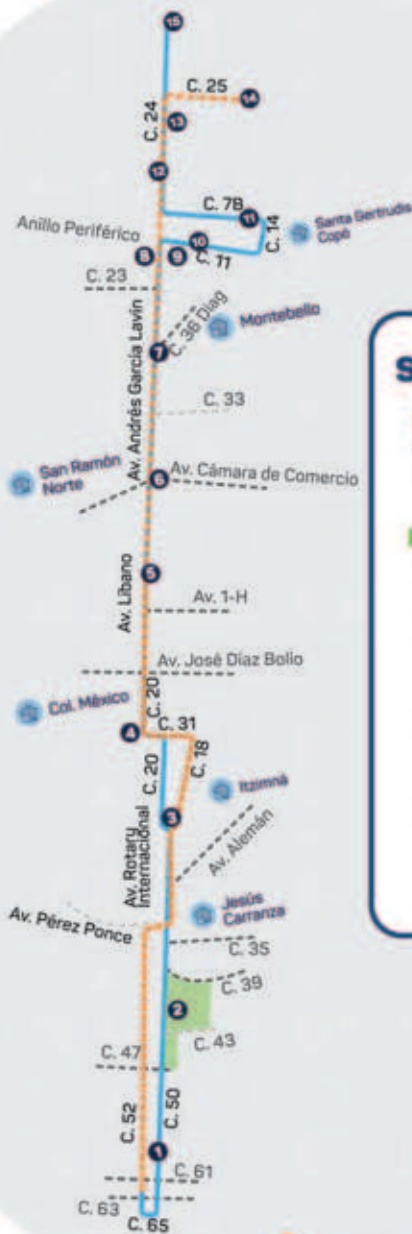 15
C. 25
14
C. 24
13
12
C. 78
11
C. 14
Santa Gertrudis
Copó
Anillo Periférico
10
8
9
C. 11
C. 23
Av. Andrés García Lavín
C. 36 Diag
Montebello
7
C. 33
San Ramón
Norte
Av. Cámara de Comercio
6
5
Av. Líbano
Av. 1-H
Av. José Díaz Bolio
C. 20
Col. México
4
C. 31
C. 18
C. 20
Itzimná
3
Av. Rotary
Internacional
Av. Alemán
Jesús
Carranza
Av. Pérez Ponce
C. 35
C. 39
2
C. 43
C. 47
C. 52
C. 50
1
C. 61
C. 63
C. 65
S